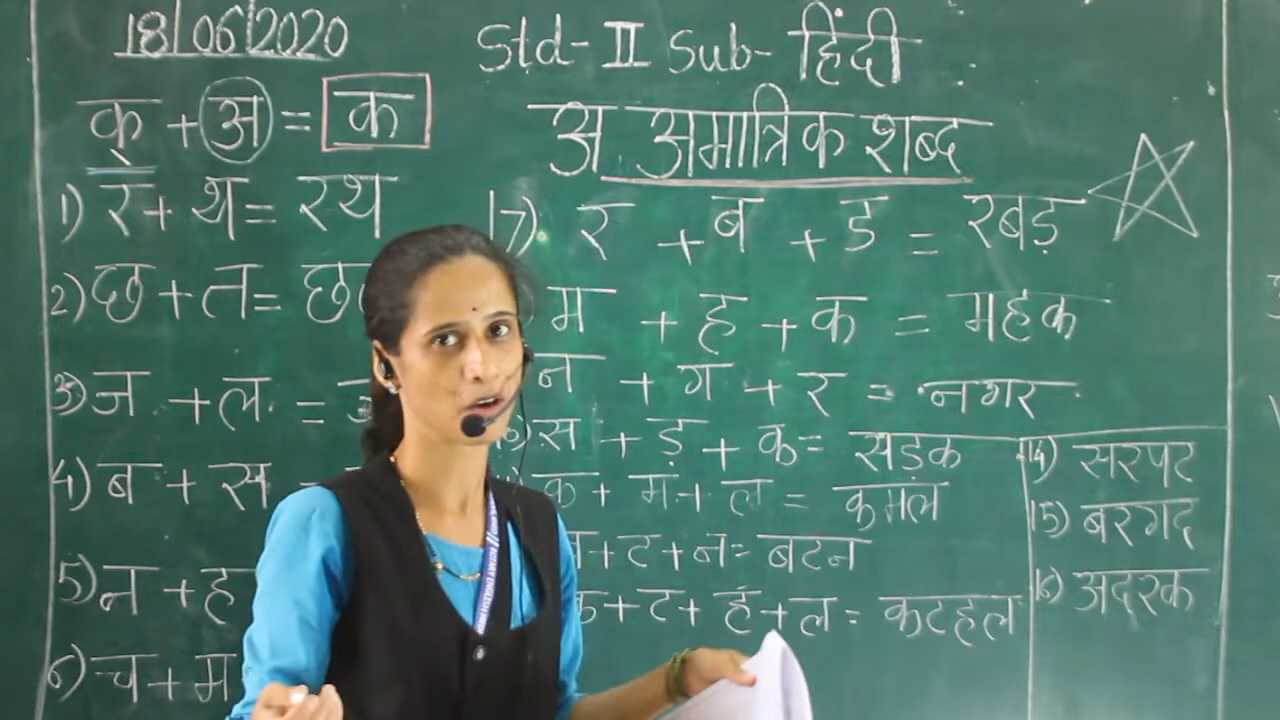 18/06/2020
Std-II Sub-हिंदी
क् + अ = क
अ अमात्रिक शब्द
1) र + थ = रथ
2) छ + त =
3) ज + ल =
4) ब + स
5) न + ह
6) च + म
7) र + ब + ड = रबड़
म + ह + क = महक
न + ग + र = नगर
स + ड़ + क = सड़क
क + म + ल = कमल
+ ट + न = बटन
+ ट + ह + ल = कटहल
14) सरपट
15) बरगद
16) अदरक